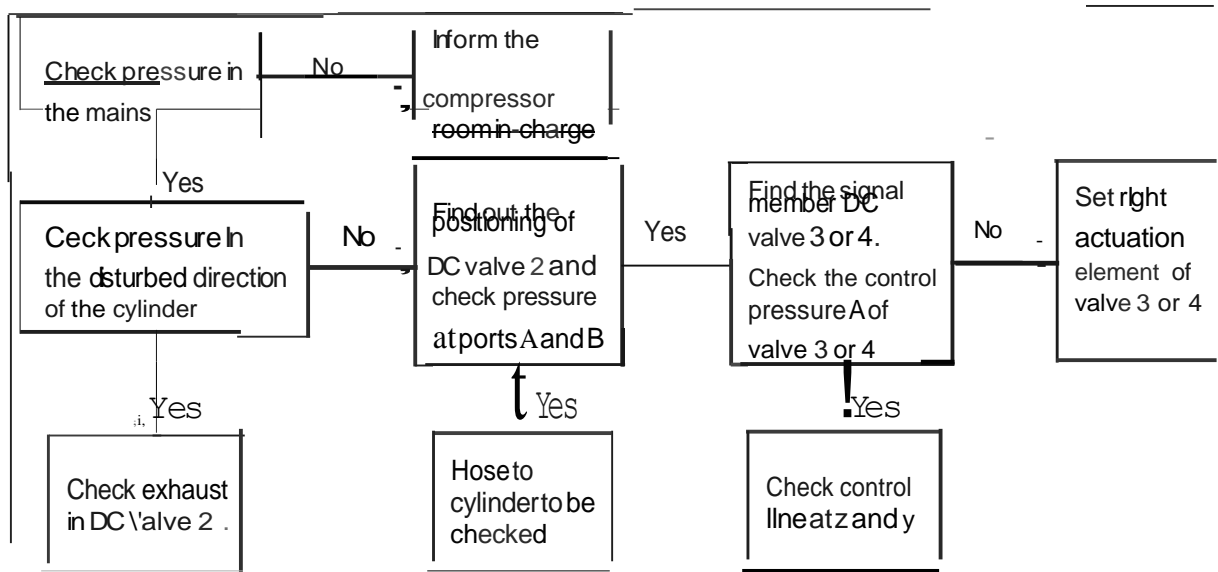 Check pressure in
the mains
No
Inform the
compressor
room in-charge
Yes
Ceck pressure In
the dsturbed direction
of the cylinder
No
Find out the
positioning of
DC valve 2 and
check pressure
at ports A and B
Yes
Find the signal
member DC
valve 3 or 4.
Check the control
pressure A of
valve 3 or 4
No
Set rlght
actuation
element of
valve 3 or 4
Yes
Yes
Yes
Check exhaust
in DC \'alve 2 .
Hose to
cylinder to be
checked
Check control
llne at z and y